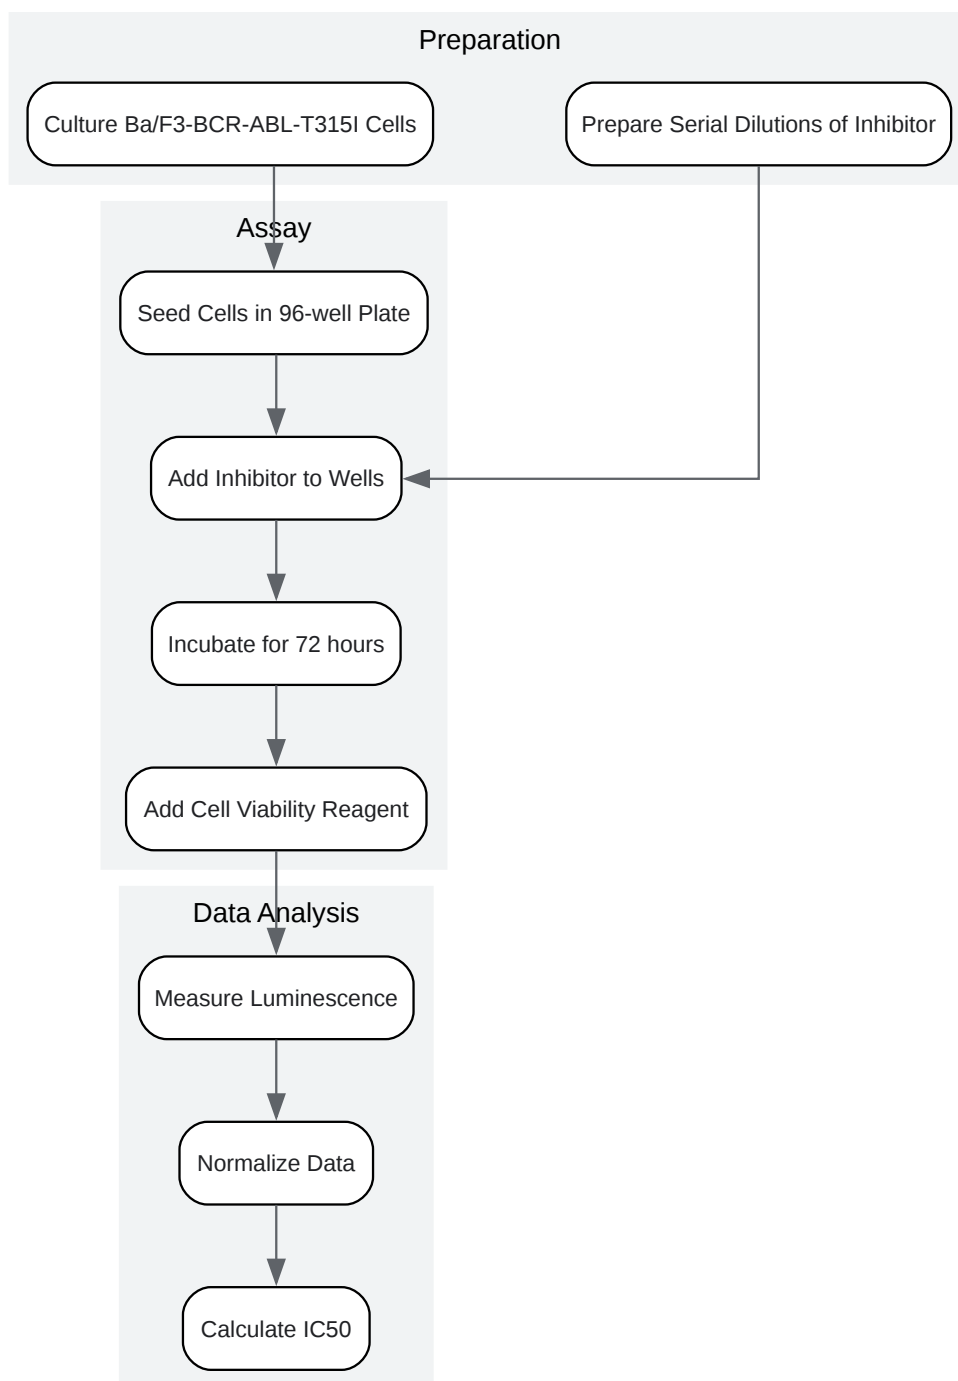 Preparation
Culture Ba/F3-BCR-ABL-T315I Cells
Prepare Serial Dilutions of Inhibitor
Assay
Seed Cells in 96-well Plate
Add Inhibitor to Wells
Incubate for 72 hours
Add Cell Viability Reagent
Data Analysis
Measure Luminescence
Normalize Data
Calculate IC50